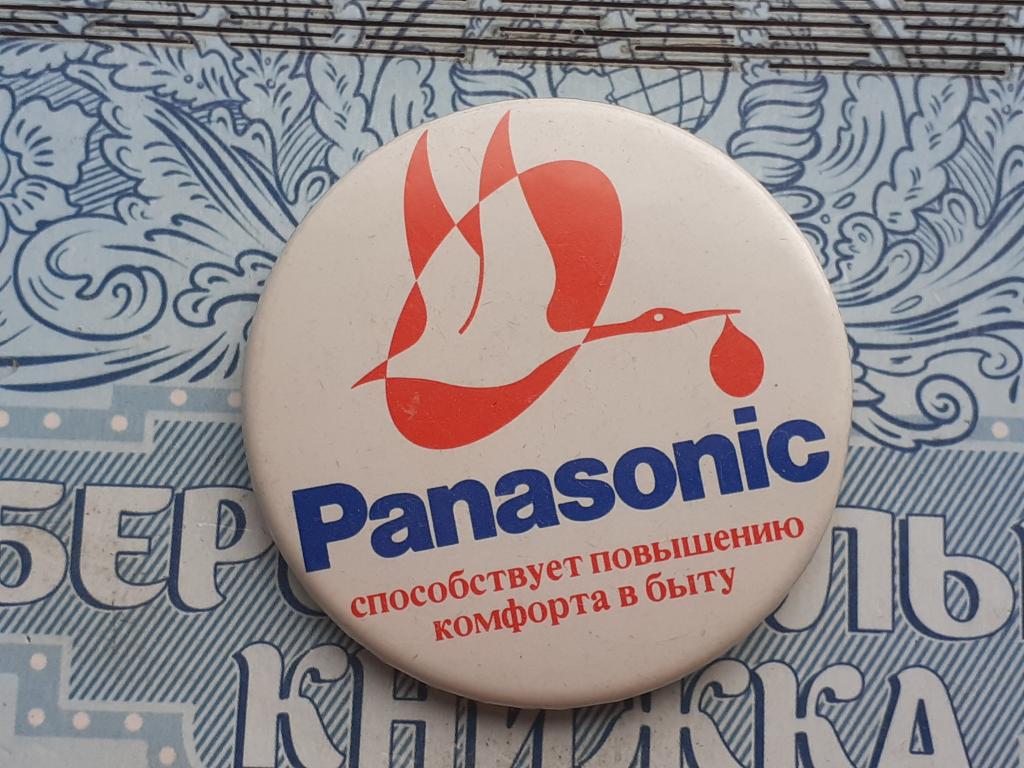 Panasonic
способствует повышению
комфорта в быту
КНИЖКА